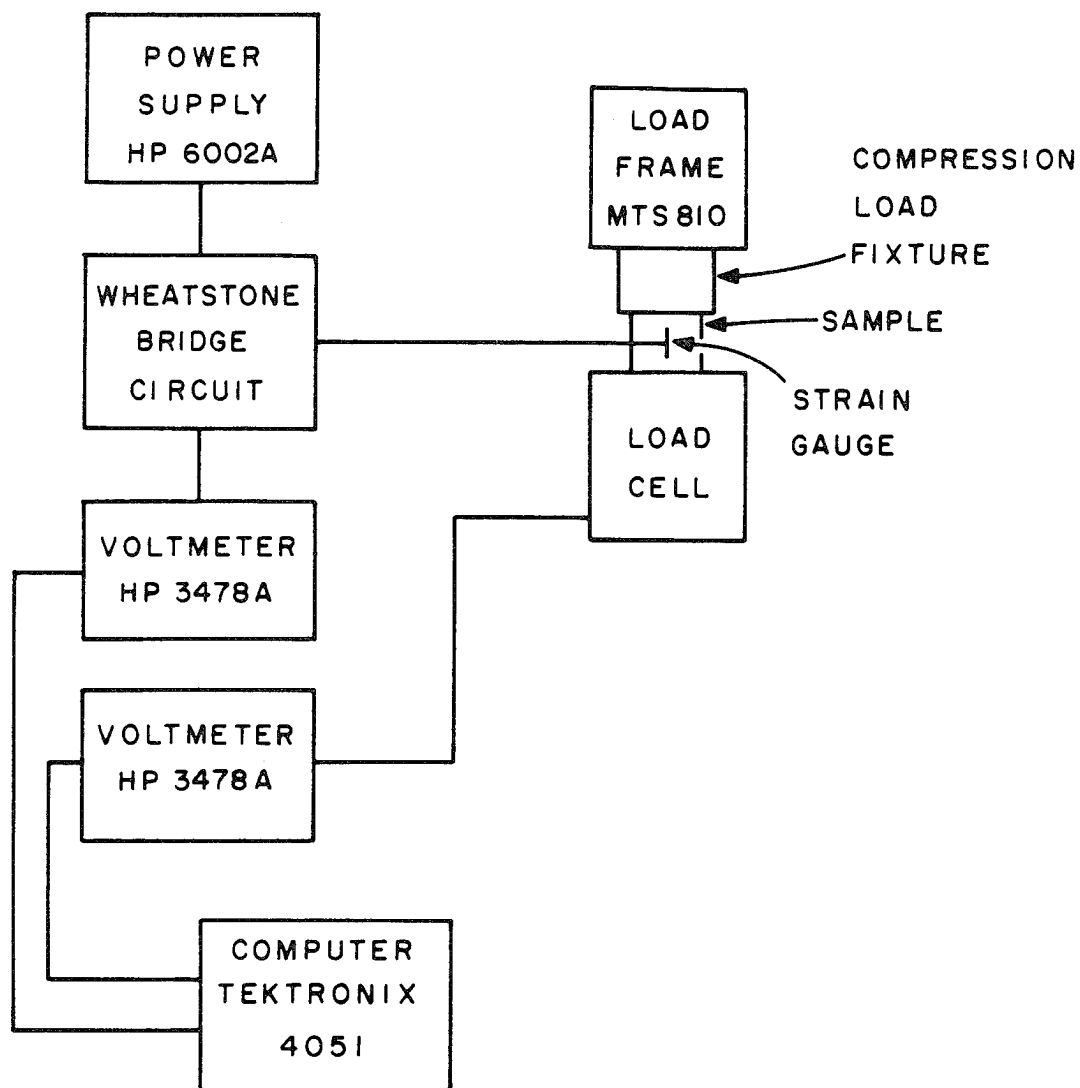 POWER
SUPPLY
HP 6002A
LOAD
FRAME
MTS810
COMPRESSION
LOAD
FIXTURE
WHEATSTONE
BRIDGE
CIRCUIT
SAMPLE
STRAIN
GAUGE
LOAD
CELL
VOLTMETER
HP 3478A
VOLTMETER
HP 3478A
COMPUTER
TEKTRONIX
4051